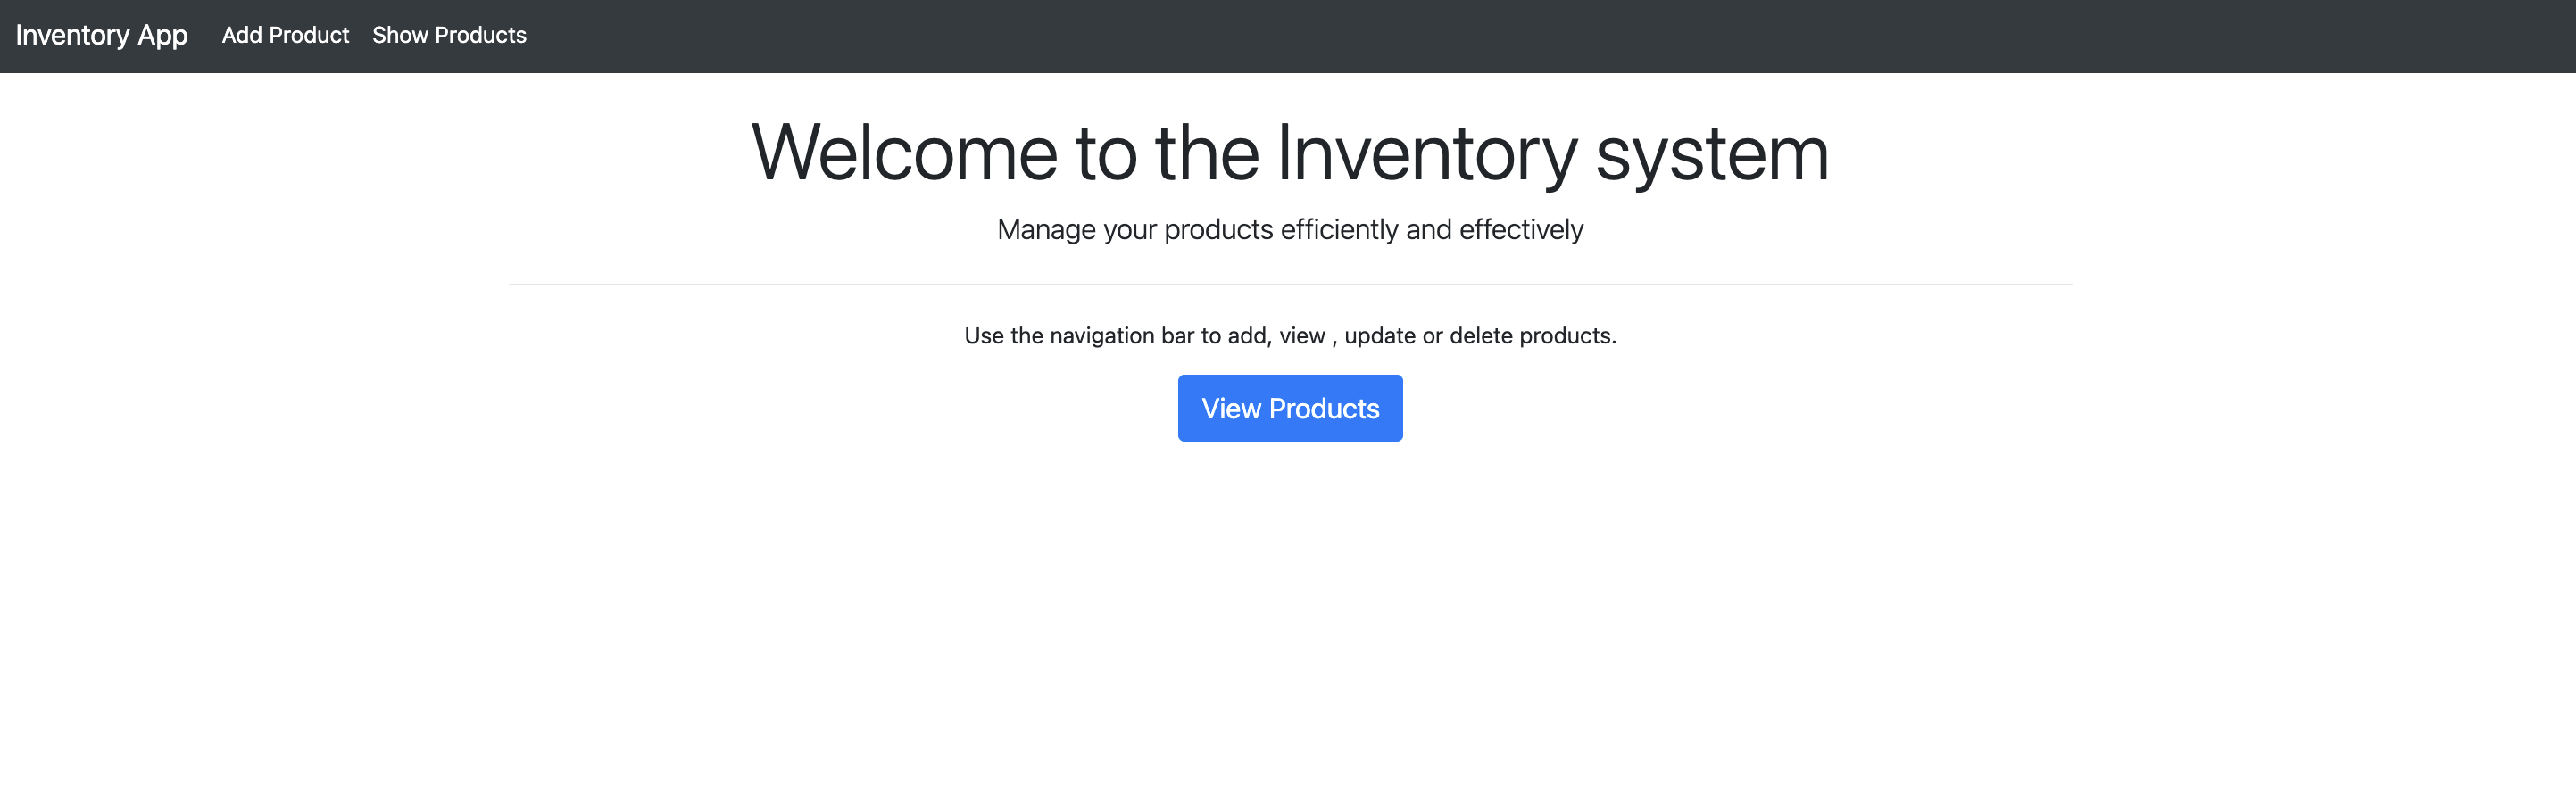 Inventory App Add Product Show Products
Welcome to the Inventory system
Manage your products efficiently and effectively
Use the navigation bar to add, view , update or delete products.
View Products